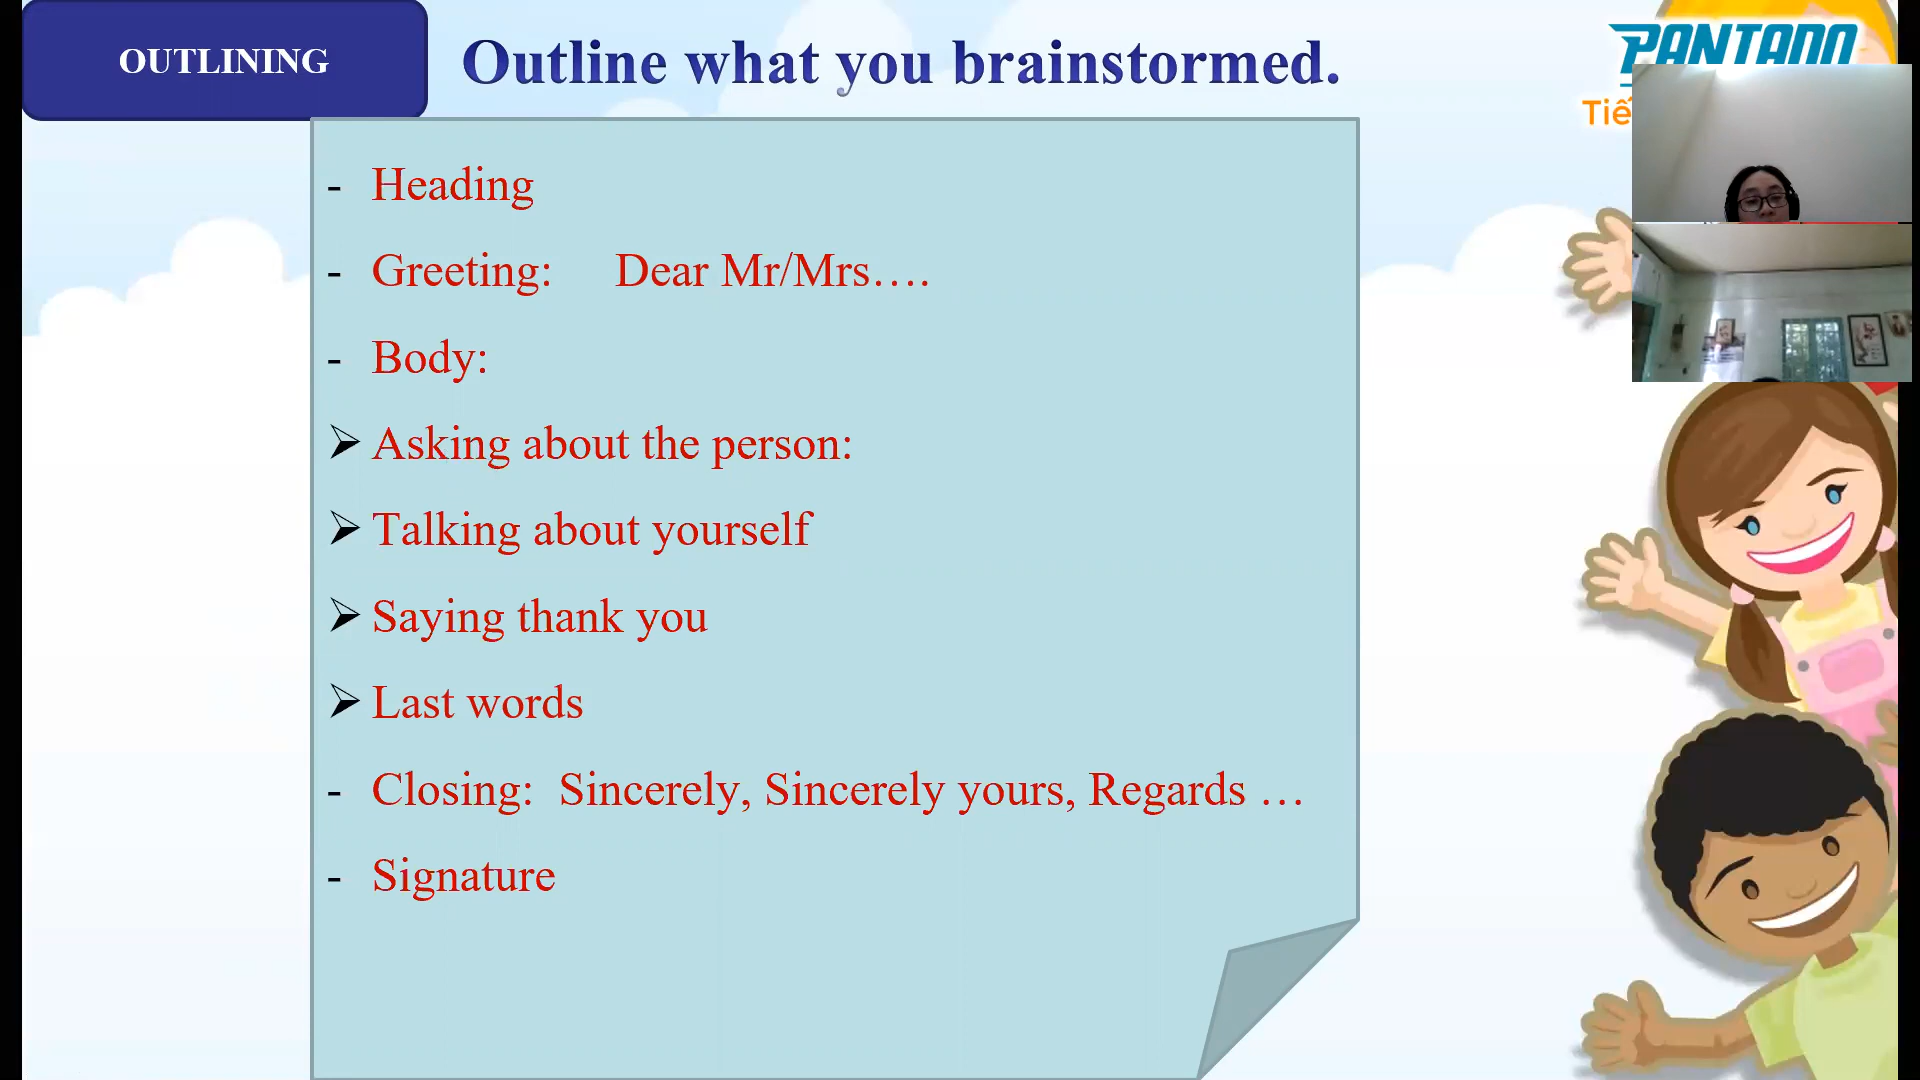 OUTLINING
Outline what you brainstormed.
PANTADO
Tiế
- Heading
- Greeting: Dear Mr/Mrs….
- Body:
➢ Asking about the person:
➢ Talking about yourself
➢ Saying thank you
➢ Last words
- Closing: Sincerely, Sincerely yours, Regards …
- Signature